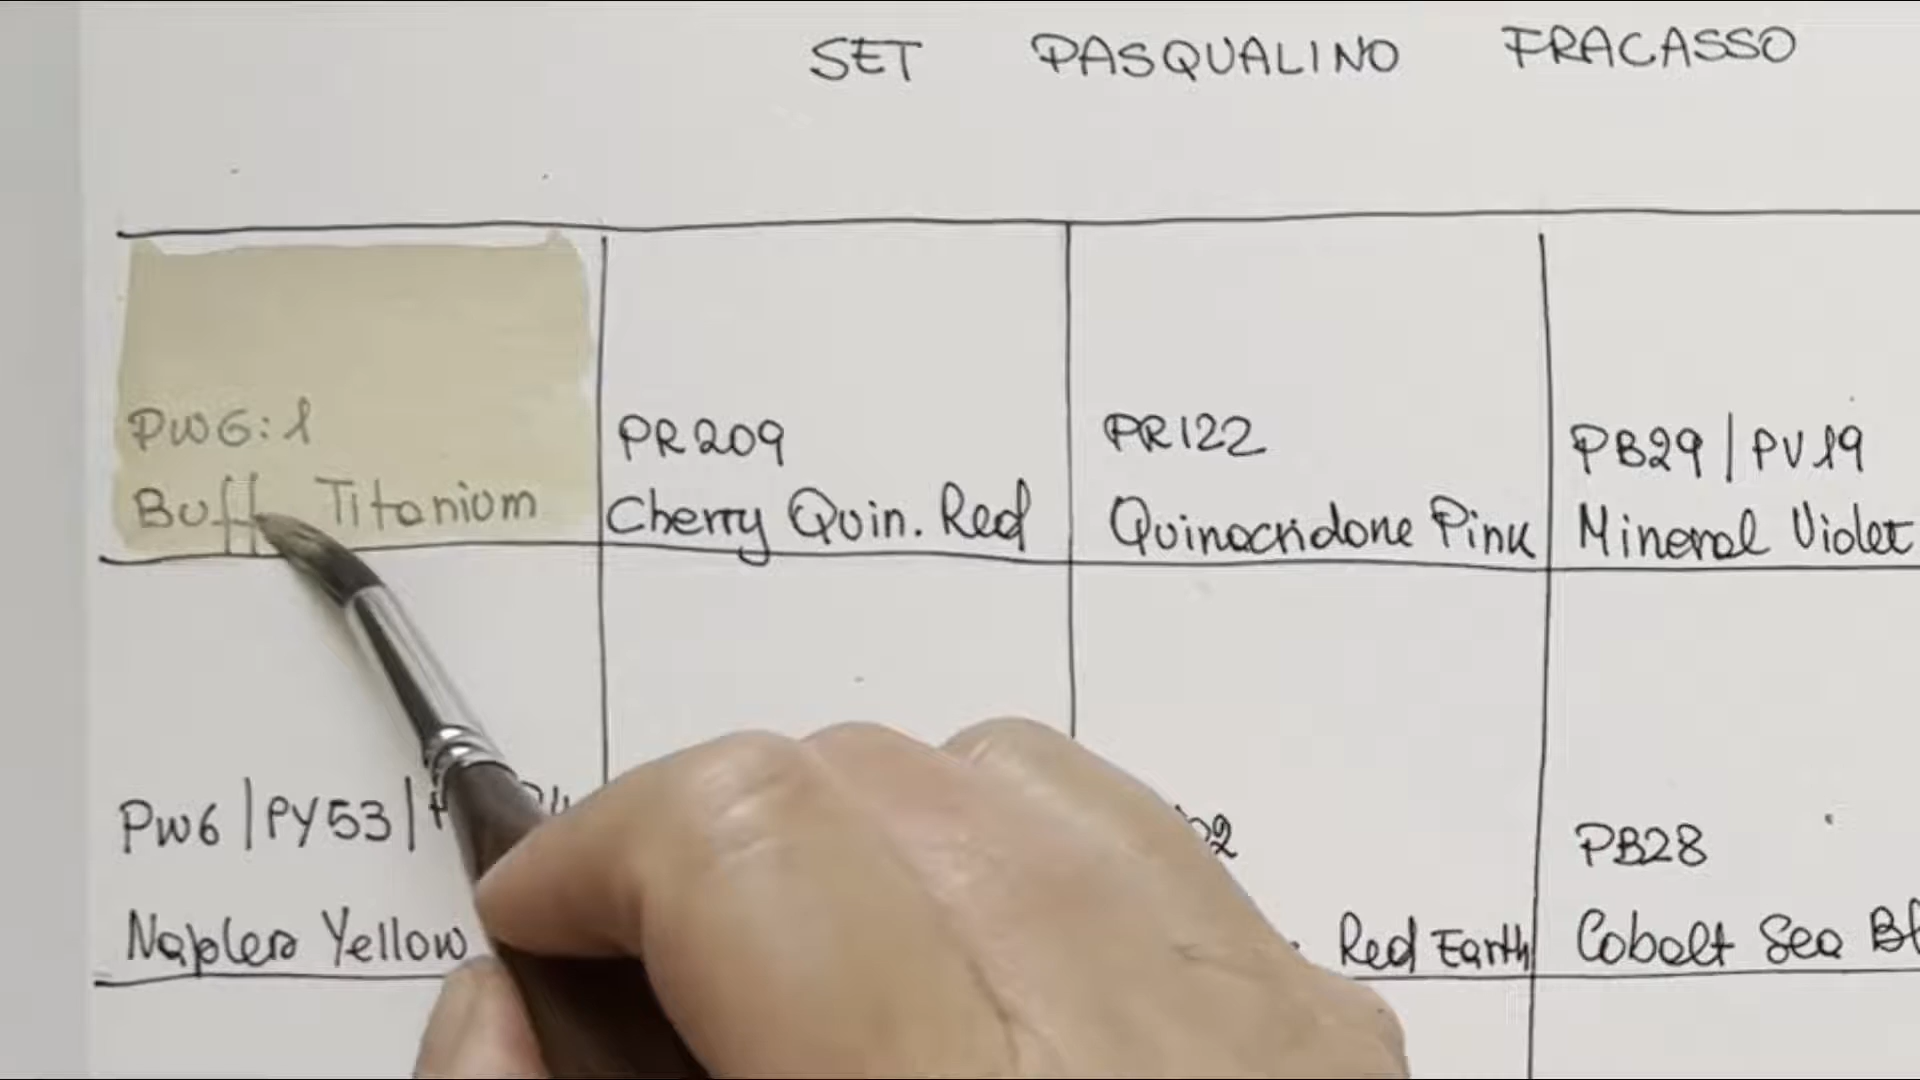 SET PASQUALINO FRACASSO
PW6:1
Buff Titanium
PR209
Cherry Quin. Red
PR122
Quinacridone Pink
PB29 | PV19
Mineral Violet
PW6 | PY53 |
Naples Yellow
Red Earth
PB28
Cobalt Sea